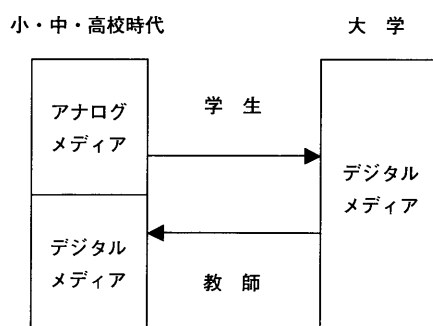 小・中・高校時代
大 学
アナログ
メディア
学 生
デジタル
メディア
デジタル
メディア
教 師